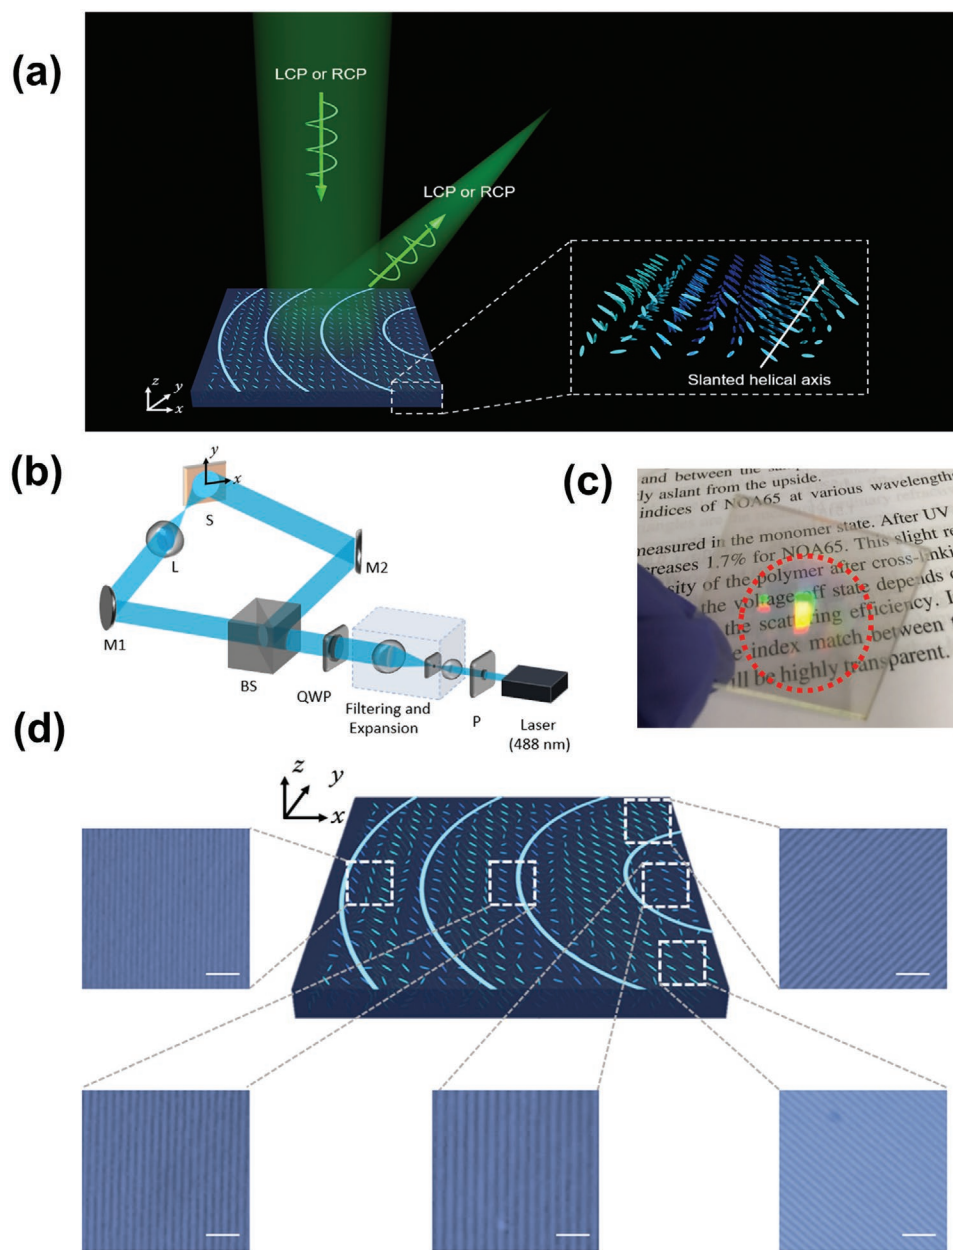 (a)
LCP or RCP
LCP or RCP
Slanted helical axis
z
y
x
(b)
y
x
S
L
M2
M1
BS
QWP
Filtering and
Expansion
P
Laser
(488 nm)
(c)
and between the
ly aslant from the upside.
indices of NOA65 at various wavelengths
measured in the monomer state. After UV
creases 1.7% for NOA65. This slight re
sity of the polymer after cross-linki
the voltage off state depends
the scattering efficiency. I
e index match between
ill be highly transparent.
(d)
z
y
x